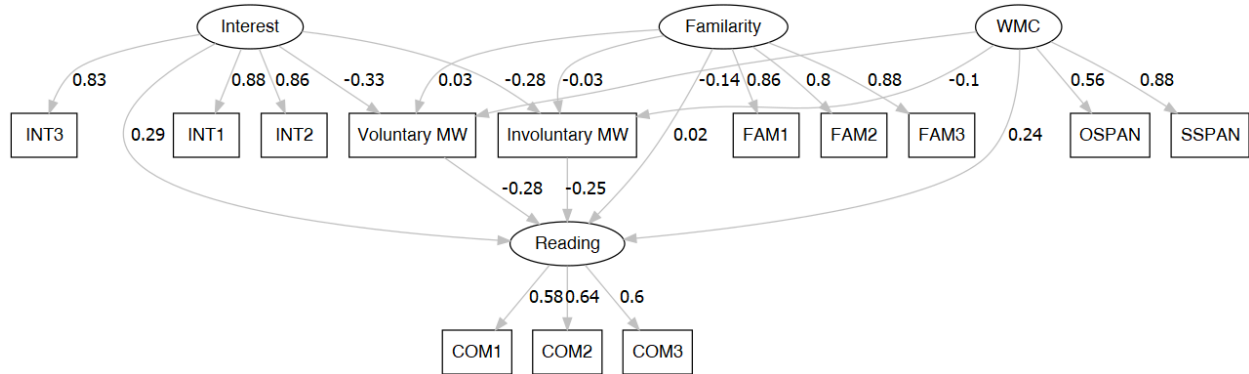 Interest Familarity WMC
0.83 0.88 0.86 -0.33 0.03 -0.28 -0.03 -0.14 0.86 0.8 0.88 -0.1 0.56 0.88
INT3 0.29 INT1 INT2 Voluntary MW Involuntary MW 0.02 FAM1 FAM2 FAM3 0.24 OSPAN SSPAN
-0.28 -0.25
Reading
0.58 0.64 0.6
COM1 COM2 COM3